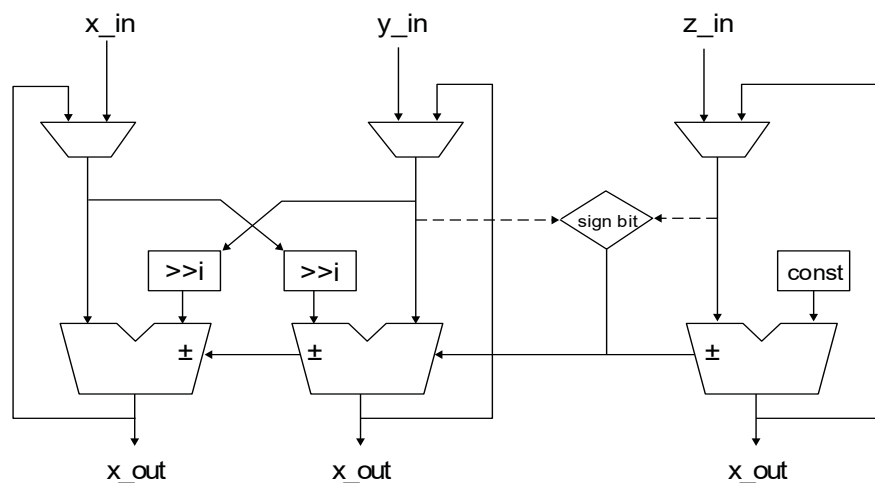 x_in
y_in
z_in
sign bit
>>i
>>i
const
±
±
±
x_out
x_out
x_out